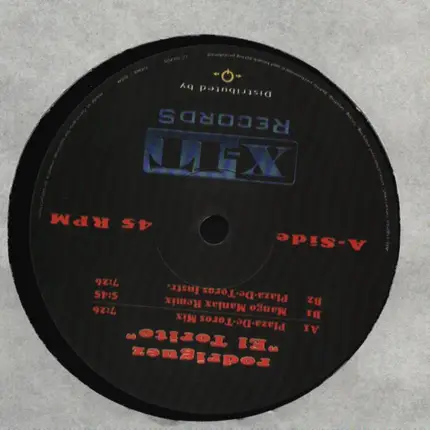 rodriguez
"El Torito"
A1 Plaza-De-Toros Mix 7:26
B1 Mango Maniax Remix 5:45
B2 Plaza-De-Toros Instr. 7:26
A-Side 45 RPM
X-IT
RECORDS
Distributed by